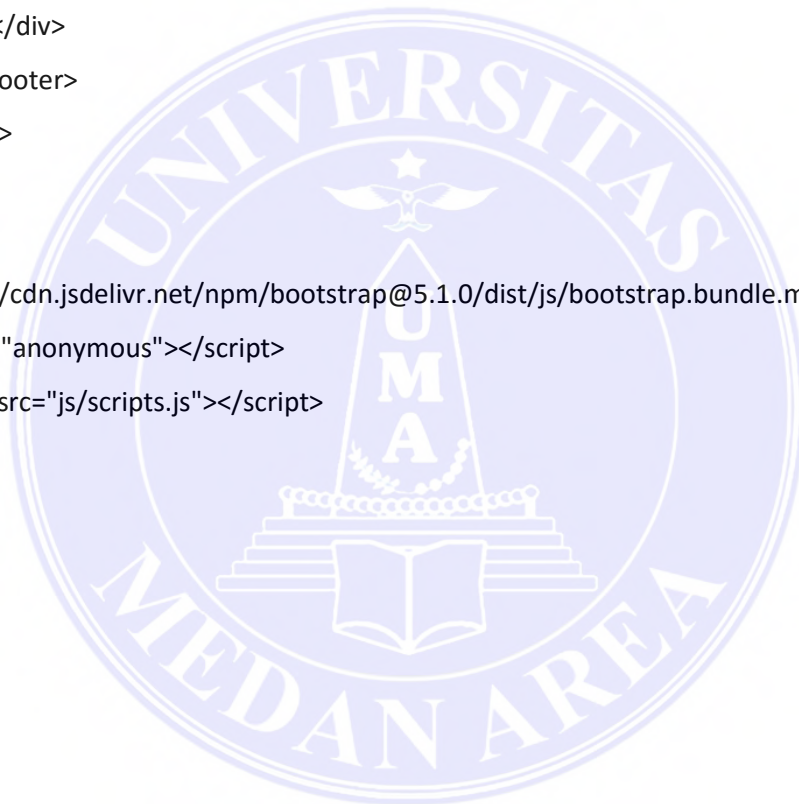 </div>
ooter>
>
/cdn.jsdelivr.net/npm/bootstrap@5.1.0/dist/js/bootstrap.bundle.m
"anonymous"></script>
src="js/scripts.js"></script>
UNIVERSITAS
UMA
MEDAN AREA